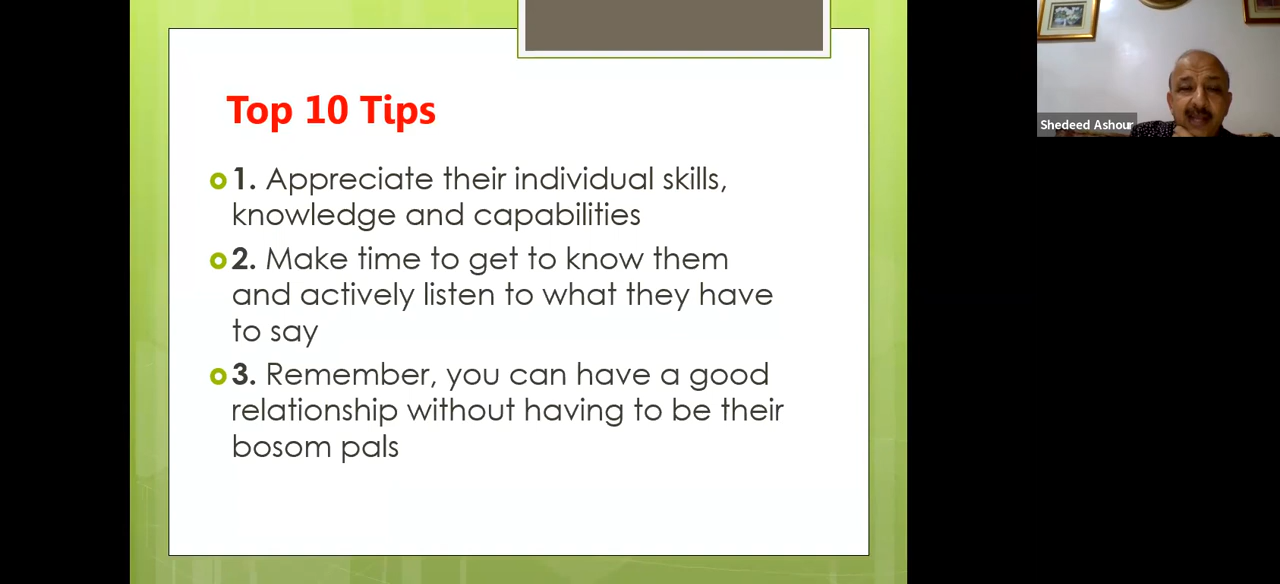 Top 10 Tips
1. Appreciate their individual skills,
knowledge and capabilities
2. Make time to get to know them
and actively listen to what they have
to say
3. Remember, you can have a good
relationship without having to be their
bosom pals
Shedeed Ashour